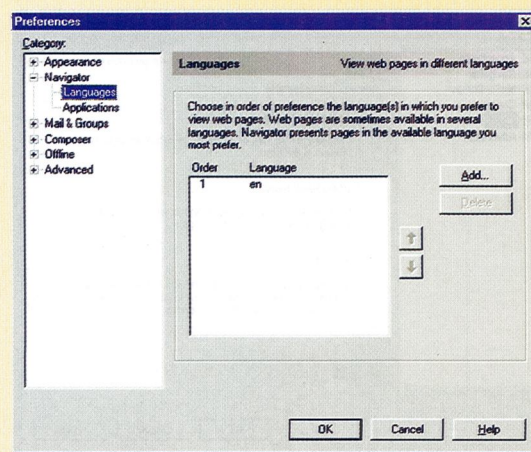 Preferences
Category:
Appearance
Navigator
Languages
Applications
Mail & Groups
Composer
Offline
Advanced
Languages View web pages in different languages
Choose in order of preference the language(s) in which you prefer to
view web pages. Web pages are sometimes available in several
languages. Navigator presents pages in the available language you
most prefer.
Order Language
1 en
Add...
Delete
OK Cancel Help